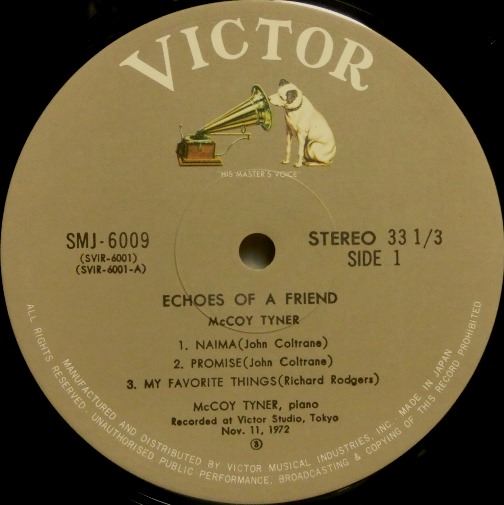 VICTOR
HIS MASTER'S VOICE
SMJ-6009
(SVIR-6001)
(SVIR-6001-A)
STEREO 33 1/3
SIDE 1
ECHOES OF A FRIEND
McCOY TYNER
1. NAIMA(John Coltrane)
2. PROMISE(John Coltrane)
3. MY FAVORITE THINGS(Richard Rodgers)
McCOY TYNER, piano
Recorded at Victor Studio, Tokyo
Nov. 11, 1972
MANUFACTURED AND DISTRIBUTED BY VICTOR MUSICAL INDUSTRIES, INC. MADE IN JAPAN
ALL RIGHTS RESERVED. UNAUTHORISED PUBLIC PERFORMANCE, BROADCASTING & COPYING OF THIS RECORD PROHIBITED